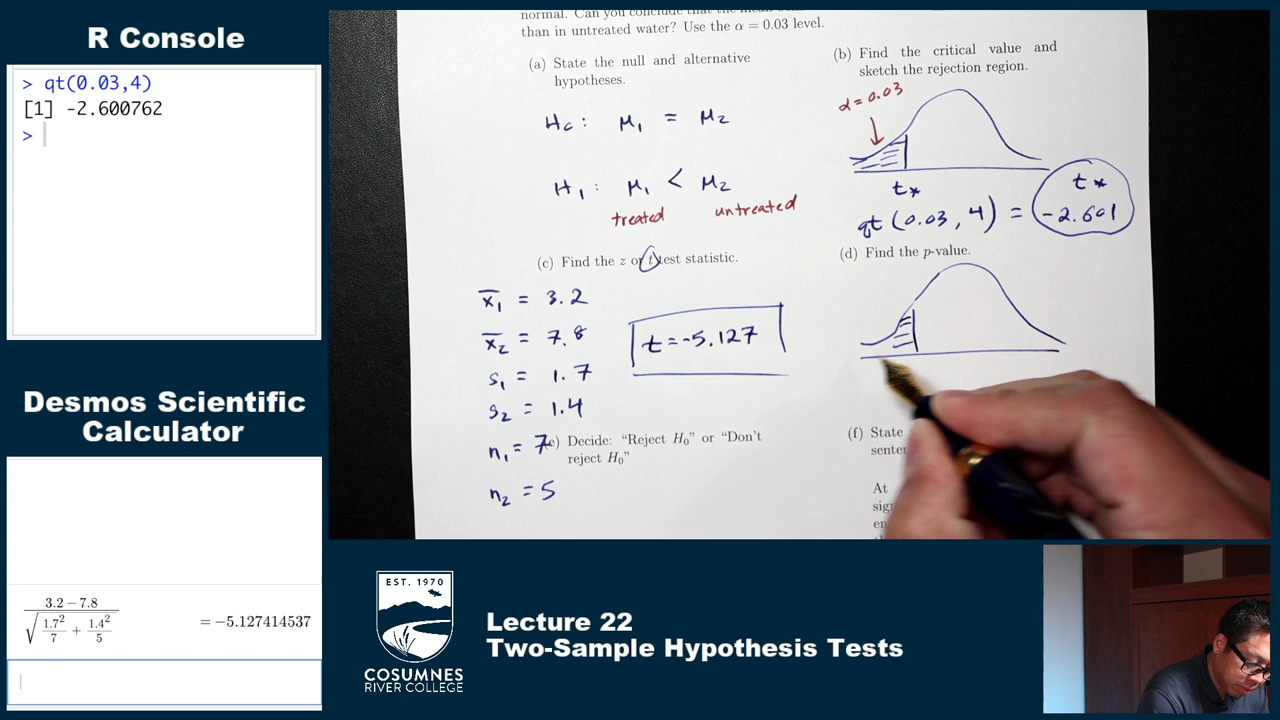 R Console
> qt(0.03,4)
[1] -2.600762
>
Desmos Scientific
Calculator
3.2 − 7.8
√ 1.7² / 7 + 1.4² / 5
= −5.127414537
normal. Can you conclude that the mean
than in untreated water? Use the α = 0.03 level.
(a) State the null and alternative
hypotheses.
H₀ : μ₁ = μ₂
H₁ : μ₁ < μ₂
treated untreated
(b) Find the critical value and
sketch the rejection region.
α = 0.03
t*
qt (0.03, 4) =
t*
-2.601
(c) Find the z or t test statistic.
x̄₁ = 3.2
x̄₂ = 7.8
s₁ = 1.7
s₂ = 1.4
n₁ = 7
n₂ = 5
t = -5.127
(d) Find the p-value.
Decide: “Reject H₀” or “Don’t
reject H₀”
(f) State
At
EST. 1970
COSUMNES
RIVER COLLEGE
Lecture 22
Two-Sample Hypothesis Tests